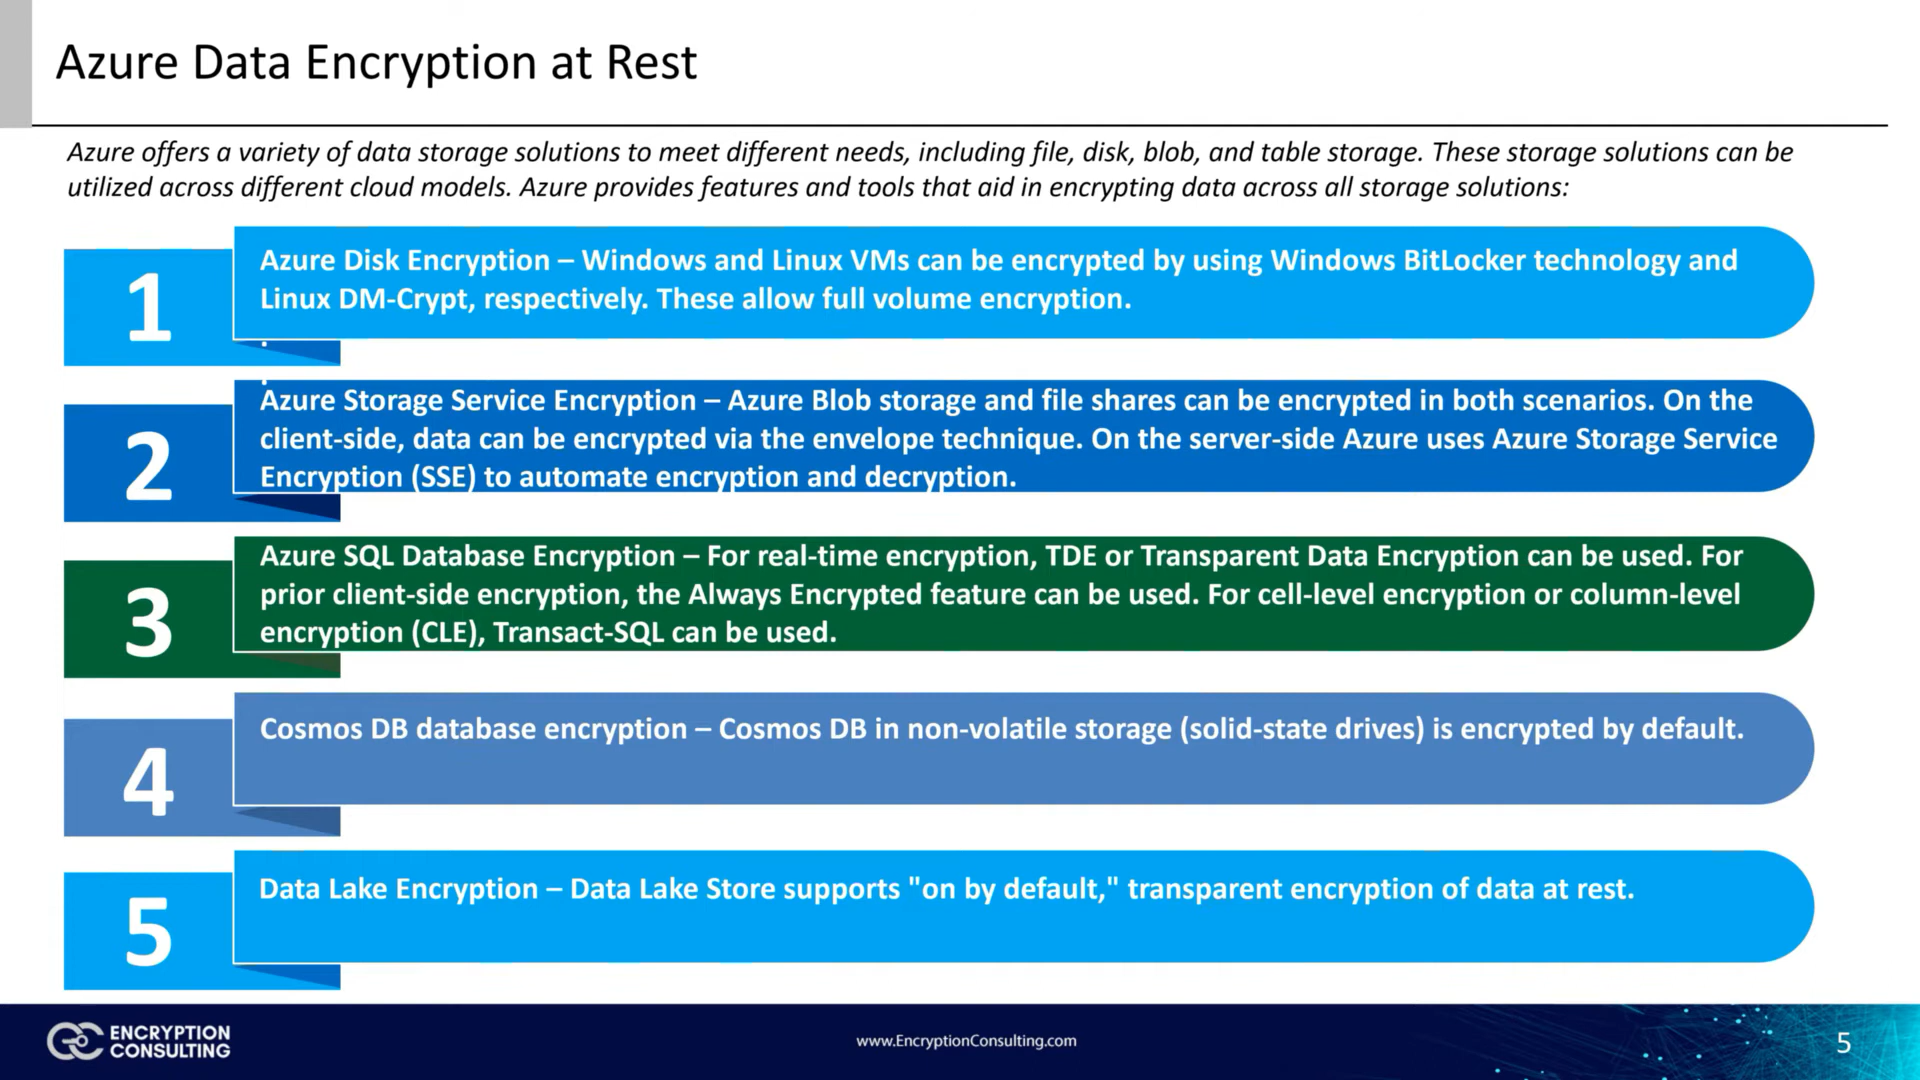 Azure Data Encryption at Rest
Azure offers a variety of data storage solutions to meet different needs, including file, disk, blob, and table storage. These storage solutions can be
utilized across different cloud models. Azure provides features and tools that aid in encrypting data across all storage solutions:
1
Azure Disk Encryption – Windows and Linux VMs can be encrypted by using Windows BitLocker technology and
Linux DM-Crypt, respectively. These allow full volume encryption.
.
.
2
Azure Storage Service Encryption – Azure Blob storage and file shares can be encrypted in both scenarios. On the
client-side, data can be encrypted via the envelope technique. On the server-side Azure uses Azure Storage Service
Encryption (SSE) to automate encryption and decryption.
3
Azure SQL Database Encryption – For real-time encryption, TDE or Transparent Data Encryption can be used. For
prior client-side encryption, the Always Encrypted feature can be used. For cell-level encryption or column-level
encryption (CLE), Transact-SQL can be used.
4
Cosmos DB database encryption – Cosmos DB in non-volatile storage (solid-state drives) is encrypted by default.
5
Data Lake Encryption – Data Lake Store supports "on by default," transparent encryption of data at rest.
ENCRYPTION
CONSULTING
www.EncryptionConsulting.com
5